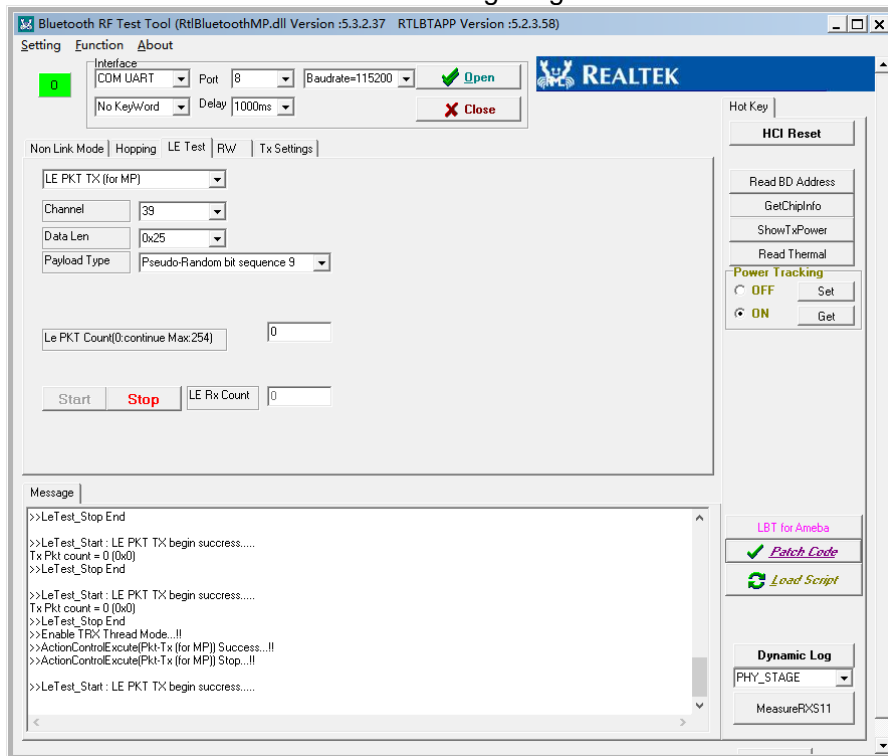 Bluetooth RF Test Tool (RtlBluetoothMP.dll Version :5.3.2.37 RTLBTAPP Version :5.2.3.58)
Setting Function About
0
Interface
COM UART Port 8 Baudrate=115200 Open
No KeyWord Delay 1000ms Close
REALTEK
Hot Key
HCI Reset
Non Link Mode Hopping LE Test RW Tx Settings
LE PKT TX (for MP)
Channel 39
Data Len 0x25
Payload Type Pseudo-Random bit sequence 9
Le PKT Count(0:continue Max:254) 0
Start Stop LE Rx Count 0
Read BD Address
GetChipInfo
ShowTxPower
Read Thermal
Power Tracking
OFF Set
ON Get
Message
>>LeTest_Stop End
>>LeTest_Start : LE PKT TX begin success.....
Tx Pkt count = 0 (0x0)
>>LeTest_Stop End
>>LeTest_Start : LE PKT TX begin success.....
Tx Pkt count = 0 (0x0)
>>LeTest_Stop End
>>Enable TRX Thread Mode...!!
>>ActionControlExcute(Pkt-Tx (for MP)) Success...!!
>>ActionControlExcute(Pkt-Tx (for MP)) Stop...!!
>>LeTest_Start : LE PKT TX begin success.....
LBT for Ameba
Patch Code
Load Script
Dynamic Log
PHY_STAGE
MeasureRXS11